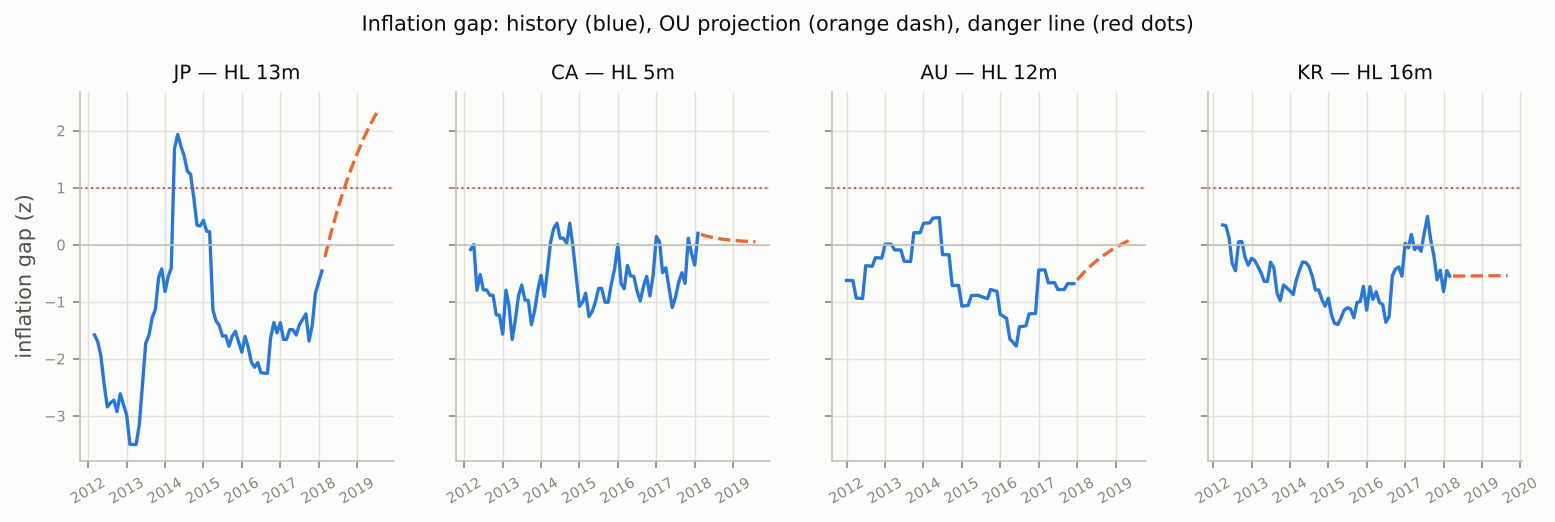 Inflation gap: history (blue), OU projection (orange dash), danger line (red dots)
JP — HL 13m
CA — HL 5m
AU — HL 12m
KR — HL 16m
inflation gap (z)
2
1
0
−1
−2
−3
2012 2013 2014 2015 2016 2017 2018 2019
2012 2013 2014 2015 2016 2017 2018 2019
2012 2013 2014 2015 2016 2017 2018 2019
2012 2013 2014 2015 2016 2017 2018 2019 2020